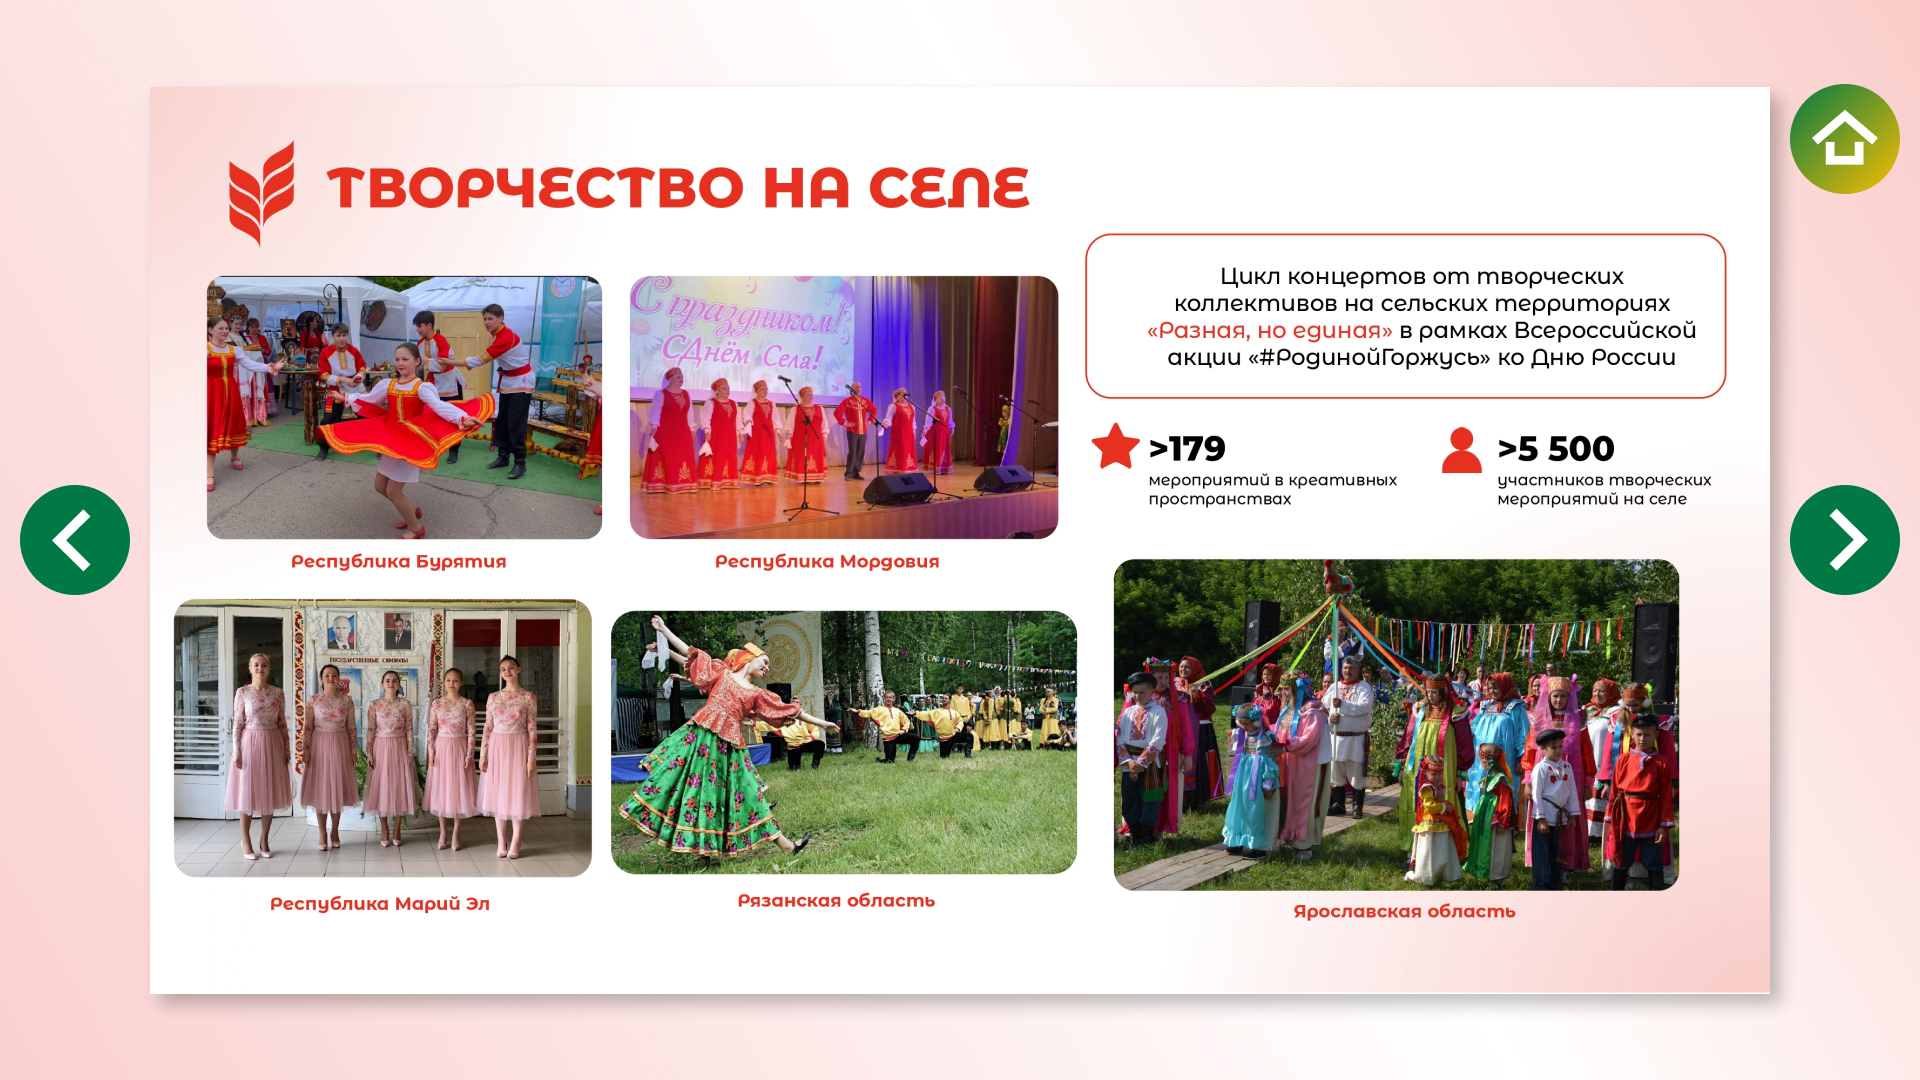 ТВОРЧЕСТВО НА СЕЛЕ
Цикл концертов от творческих
коллективов на сельских территориях
«Разная, но единая» в рамках Всероссийской
акции «#РодинойГоржусь» ко Дню России
>179
мероприятий в креативных
пространствах
>5 500
участников творческих
мероприятий на селе
С праздником!
С Днём Села!
Республика Бурятия
Республика Мордовия
ГОСУДАРСТВЕННЫЕ СИМВОЛЫ
Республика Марий Эл
Рязанская область
Ярославская область